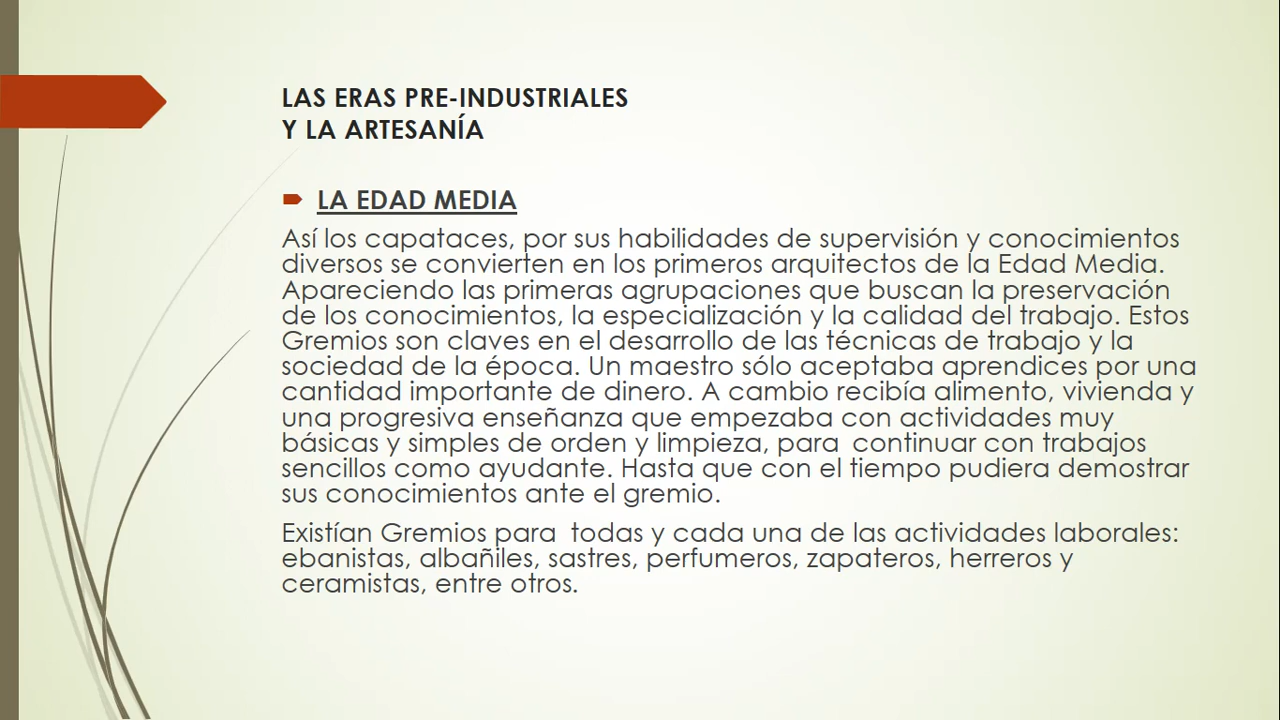 LAS ERAS PRE-INDUSTRIALES
Y LA ARTESANÍA
LA EDAD MEDIA
Así los capataces, por sus habilidades de supervisión y conocimientos
diversos se convierten en los primeros arquitectos de la Edad Media.
Apareciendo las primeras agrupaciones que buscan la preservación
de los conocimientos, la especialización y la calidad del trabajo. Estos
Gremios son claves en el desarrollo de las técnicas de trabajo y la
sociedad de la época. Un maestro sólo aceptaba aprendices por una
cantidad importante de dinero. A cambio recibía alimento, vivienda y
una progresiva enseñanza que empezaba con actividades muy
básicas y simples de orden y limpieza, para  continuar con trabajos
sencillos como ayudante. Hasta que con el tiempo pudiera demostrar
sus conocimientos ante el gremio.
Existían Gremios para  todas y cada una de las actividades laborales:
ebanistas, albañiles, sastres, perfumeros, zapateros, herreros y
ceramistas, entre otros.